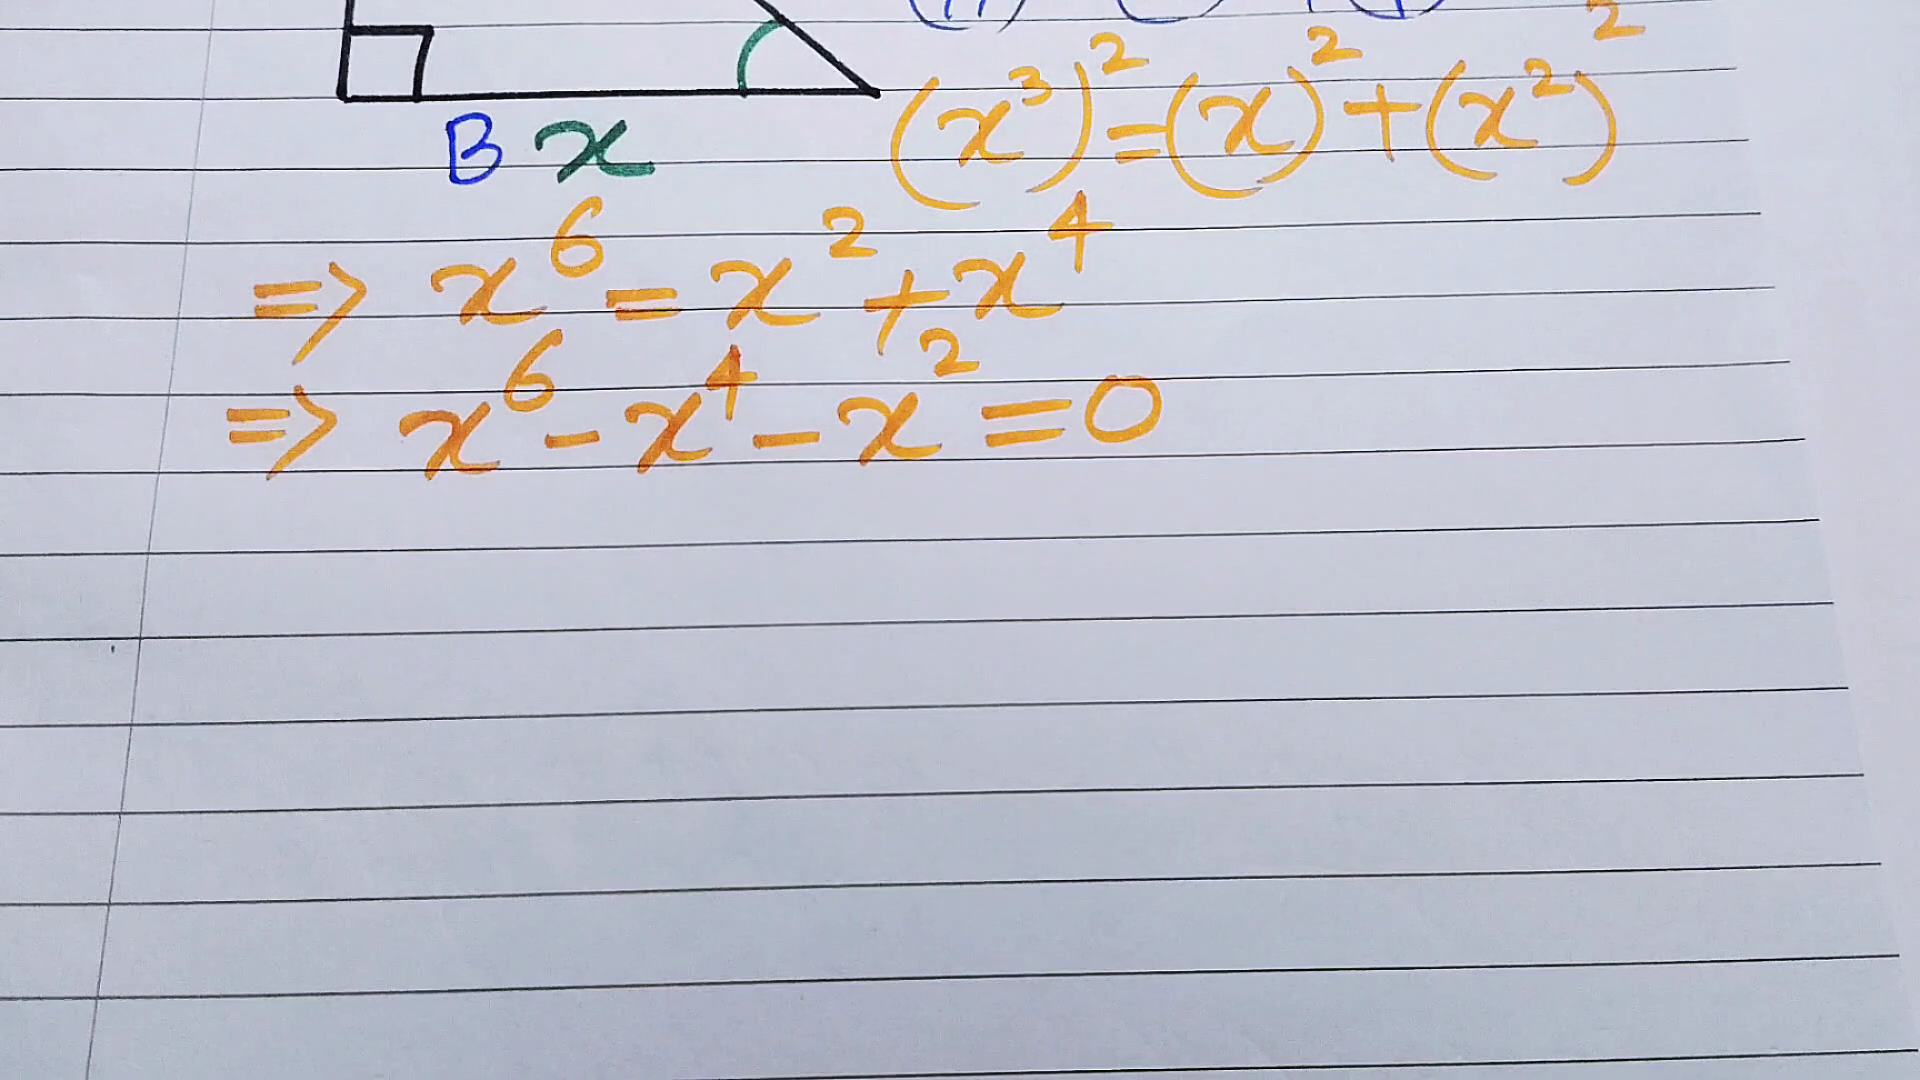 (x³)² = (x)² + (x²)²
B x
=> x⁶ = x² + x⁴
=> x⁶ - x⁴ - x² = 0